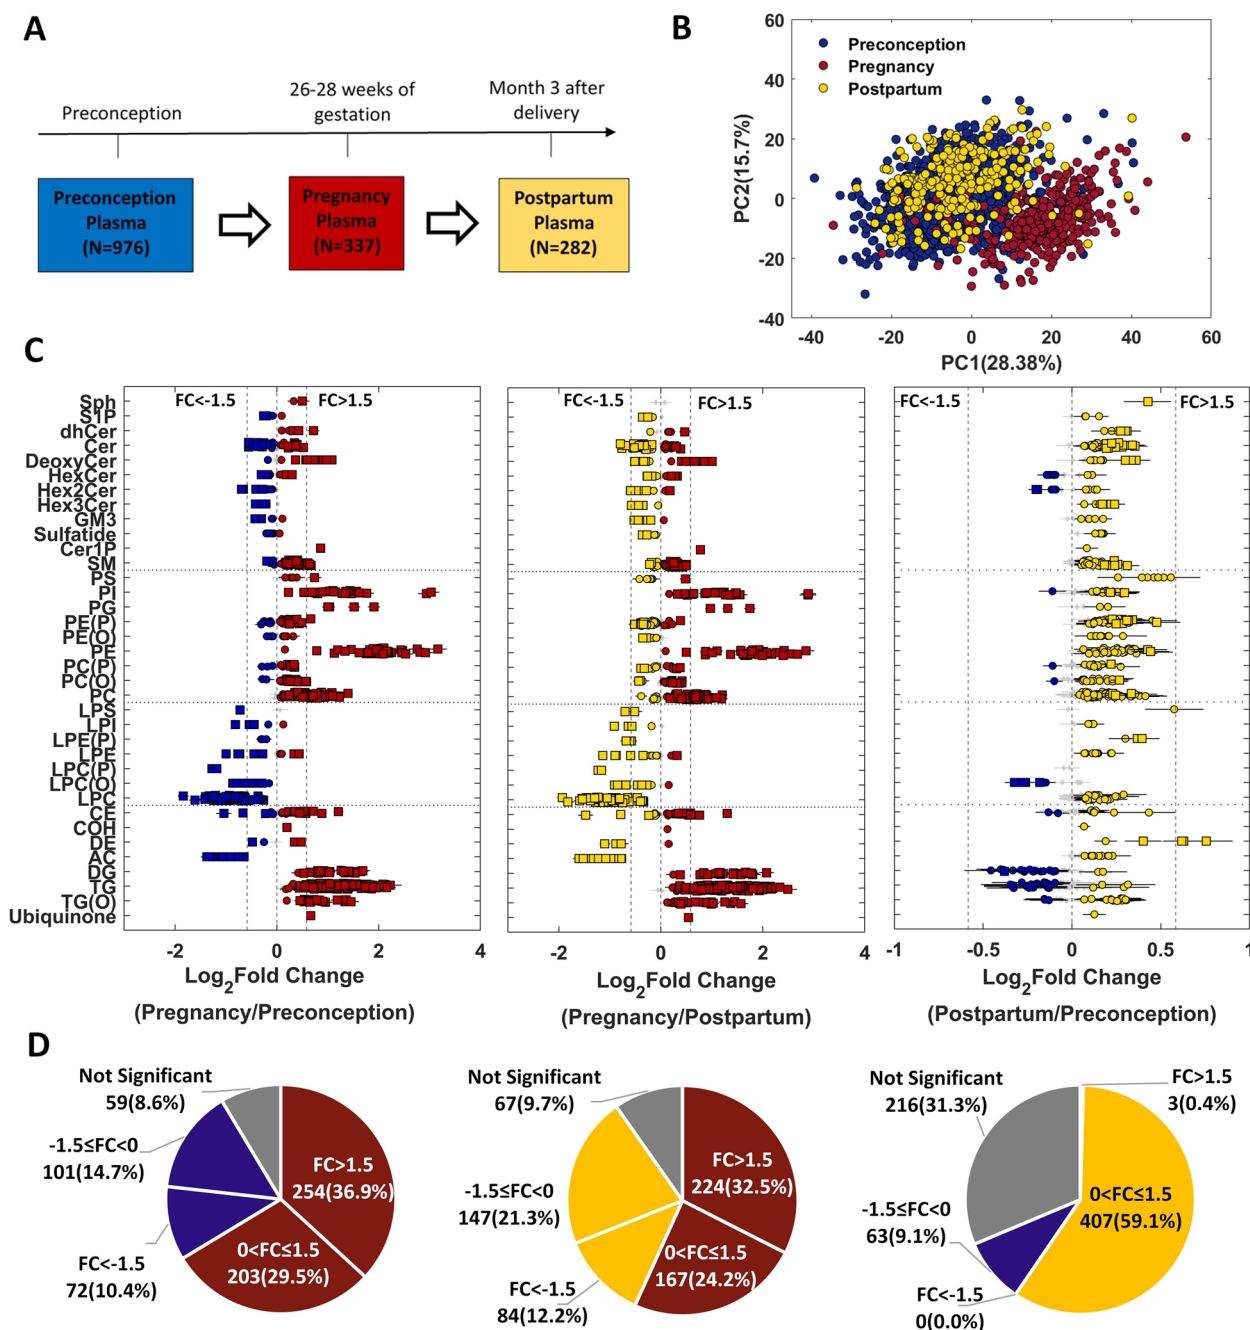 A
Preconception
26-28 weeks of
gestation
Month 3 after
delivery
Preconception
Plasma
(N=976)
Pregnancy
Plasma
(N=337)
Postpartum
Plasma
(N=282)
B
60
40
20
0
-20
-40
PC2(15.7%)
Preconception
Pregnancy
Postpartum
-40
-20
0
20
40
60
PC1(28.38%)
C
Sph
S1P
dhCer
Cer
DeoxyCer
HexCer
Hex2Cer
Hex3Cer
GM3
Sulfatide
Cer1P
SM
PS
PI
PG
PE(P)
PE(O)
PE
PC(P)
PC(O)
PC
LPS
LPI
LPE(P)
LPE
LPC(P)
LPC(O)
LPC
CE
COH
DE
AC
DG
TG
TG(O)
Ubiquinone
FC<-1.5
FC>1.5
-2
0
2
4
Log2Fold Change
(Pregnancy/Preconception)
FC<-1.5
FC>1.5
-2
0
2
4
Log2Fold Change
(Pregnancy/Postpartum)
FC<-1.5
FC>1.5
-1
-0.5
0
0.5
1
Log2Fold Change
(Postpartum/Preconception)
D
Not Significant
59(8.6%)
-1.5≤FC<0
101(14.7%)
FC<-1.5
72(10.4%)
FC>1.5
254(36.9%)
0<FC≤1.5
203(29.5%)
Not Significant
67(9.7%)
-1.5≤FC<0
147(21.3%)
FC<-1.5
84(12.2%)
FC>1.5
224(32.5%)
0<FC≤1.5
167(24.2%)
Not Significant
216(31.3%)
-1.5≤FC<0
63(9.1%)
FC<-1.5
0(0.0%)
FC>1.5
3(0.4%)
0<FC≤1.5
407(59.1%)